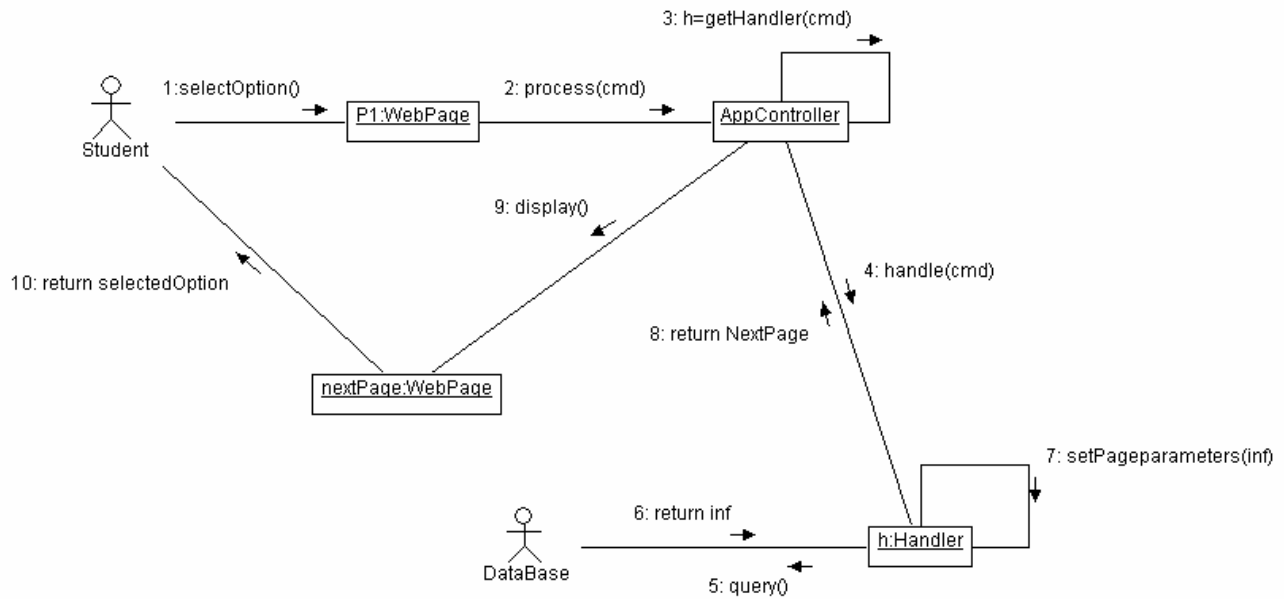 3: h=getHandler(cmd)
1:selectOption()
2: process(cmd)
P1:WebPage
AppController
Student
9: display()
4: handle(cmd)
10: return selectedOption
8: return NextPage
nextPage:WebPage
7: setPageparameters(inf)
6: return inf
h:Handler
DataBase
5: query()